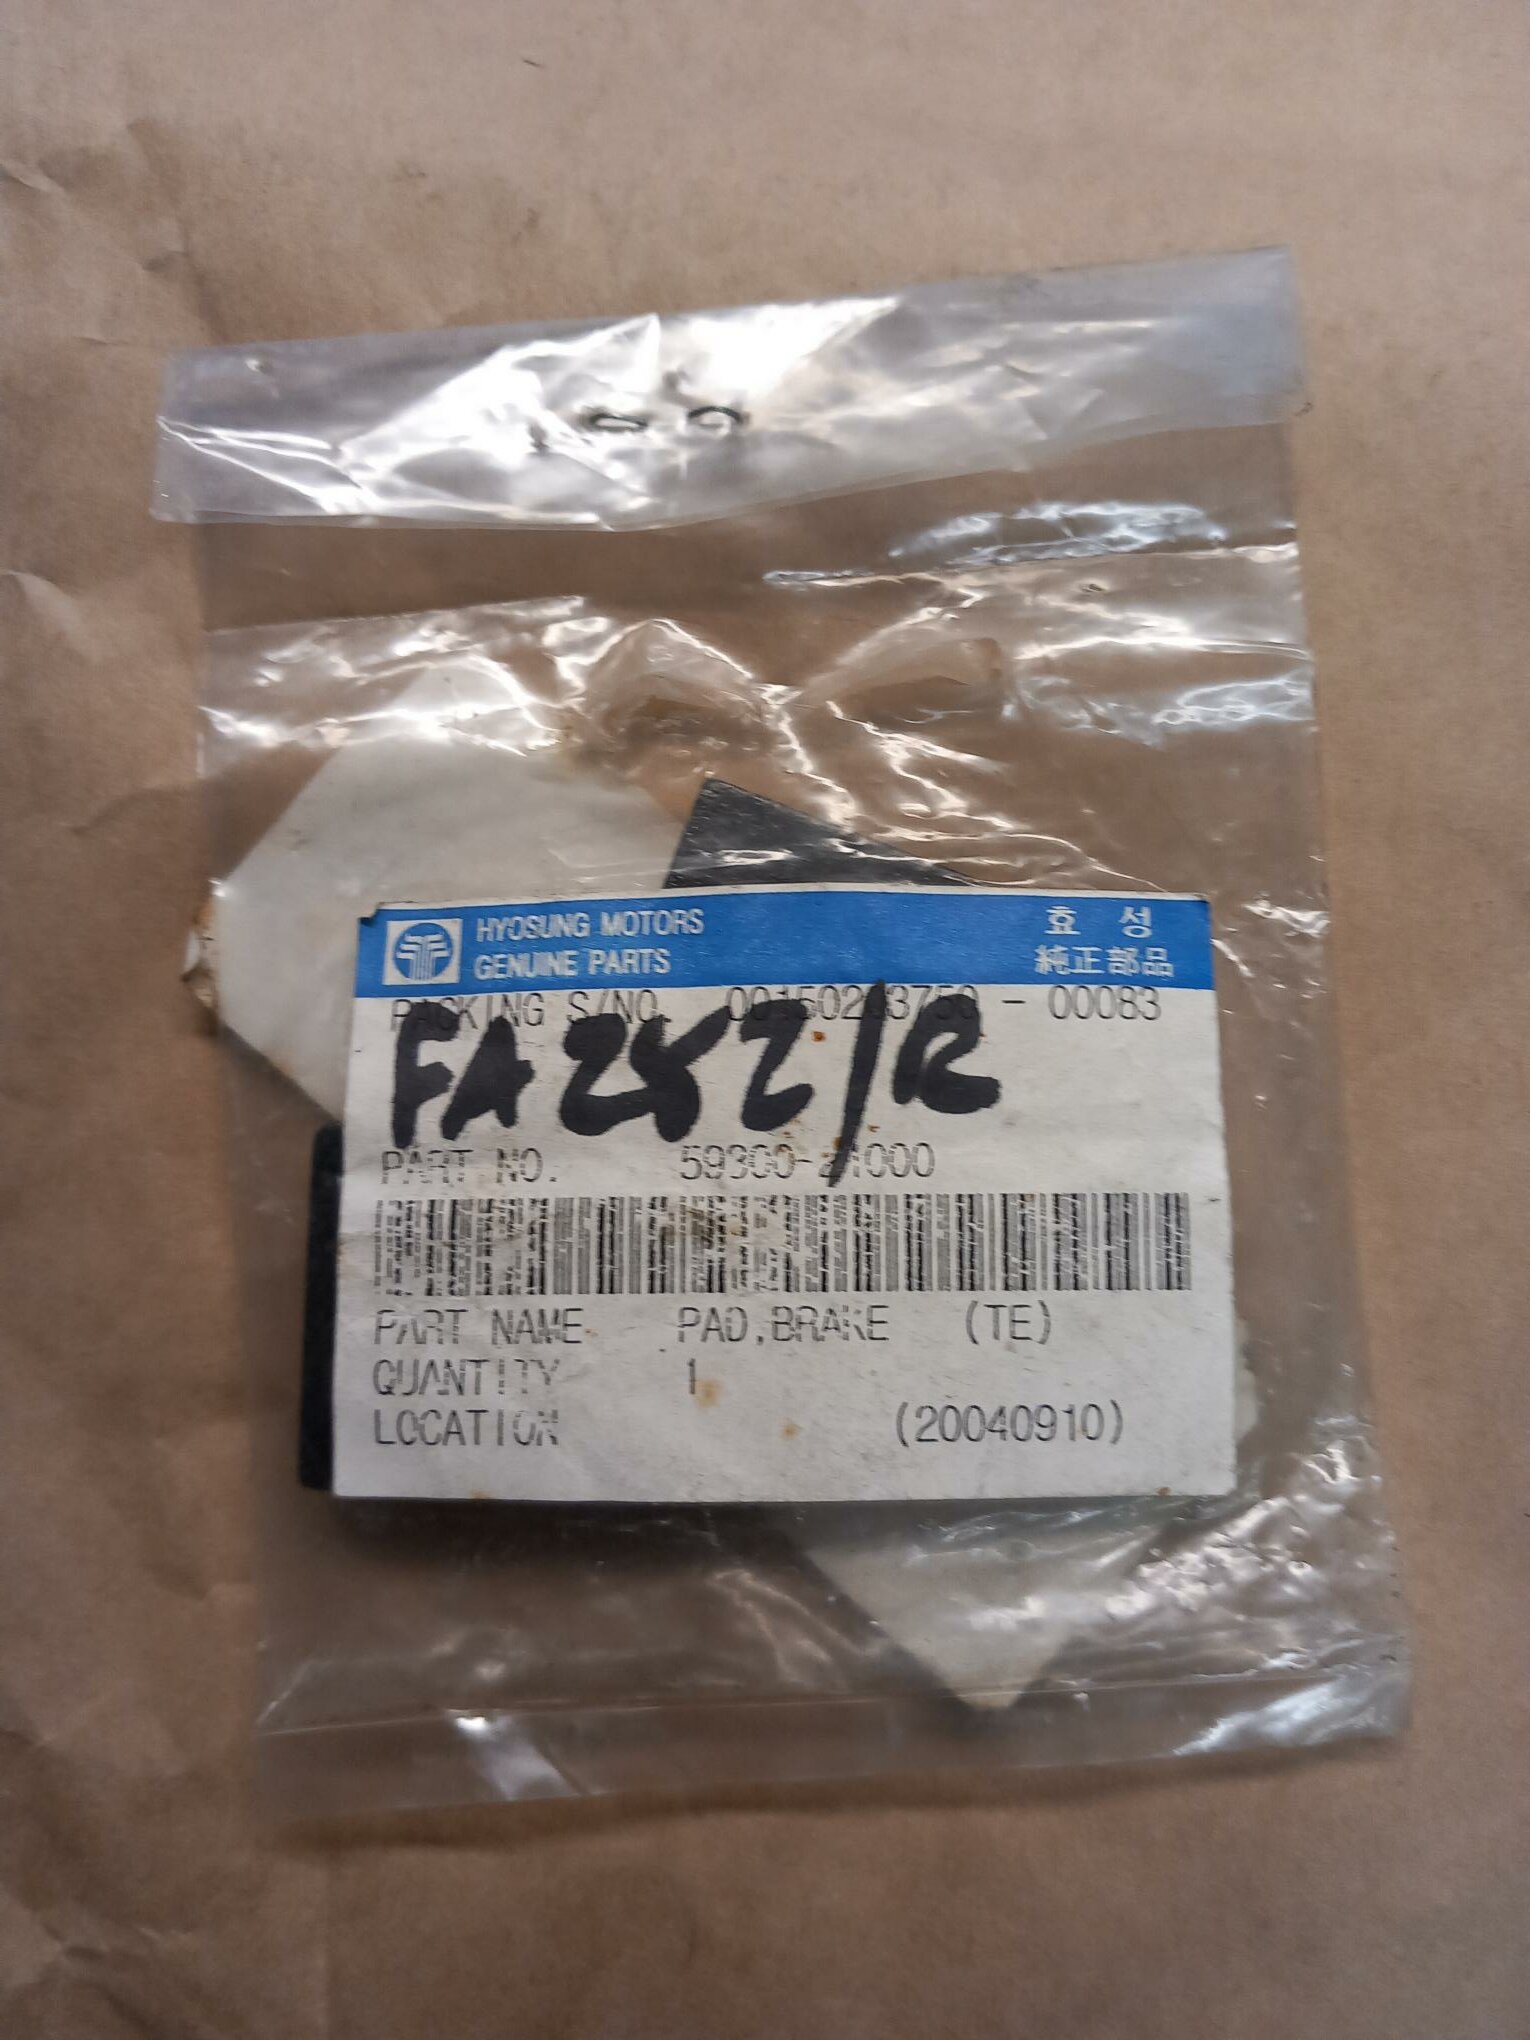 HYOSUNG MOTORS 효 성
GENUINE PARTS 純正部品
PACKING S/NO. - 00083
PART NO.
PART NAME PAD,BRAKE (TE)
QUANTITY 1
LOCATION (20040910)